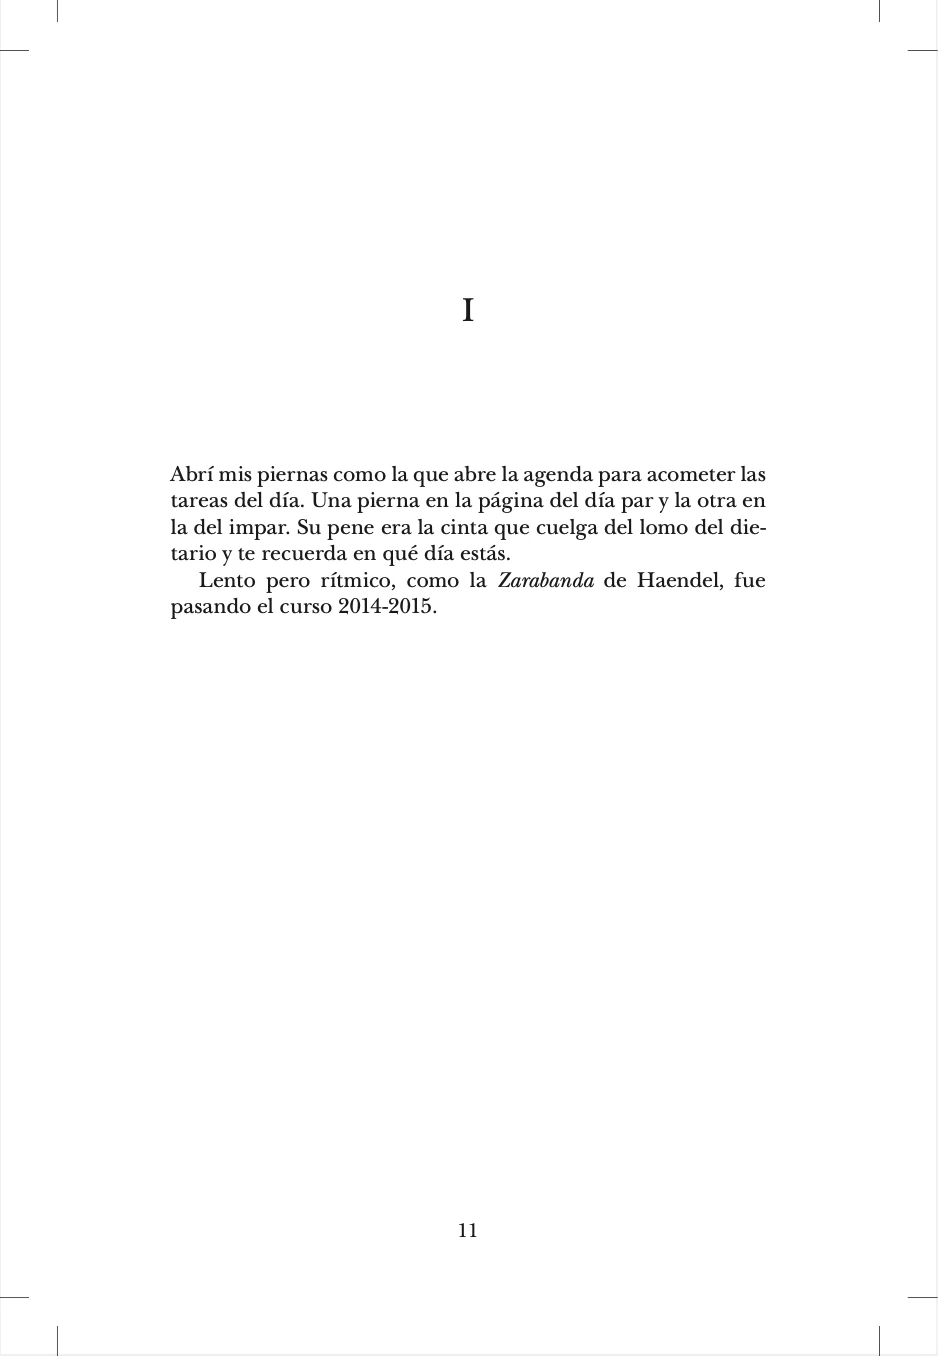 I
Abrí mis piernas como la que abre la agenda para acometer las
tareas del día. Una pierna en la página del día par y la otra en
la del impar. Su pene era la cinta que cuelga del lomo del die-
tario y te recuerda en qué día estás.
Lento pero rítmico, como la Zarabanda de Haendel, fue
pasando el curso 2014-2015.
11